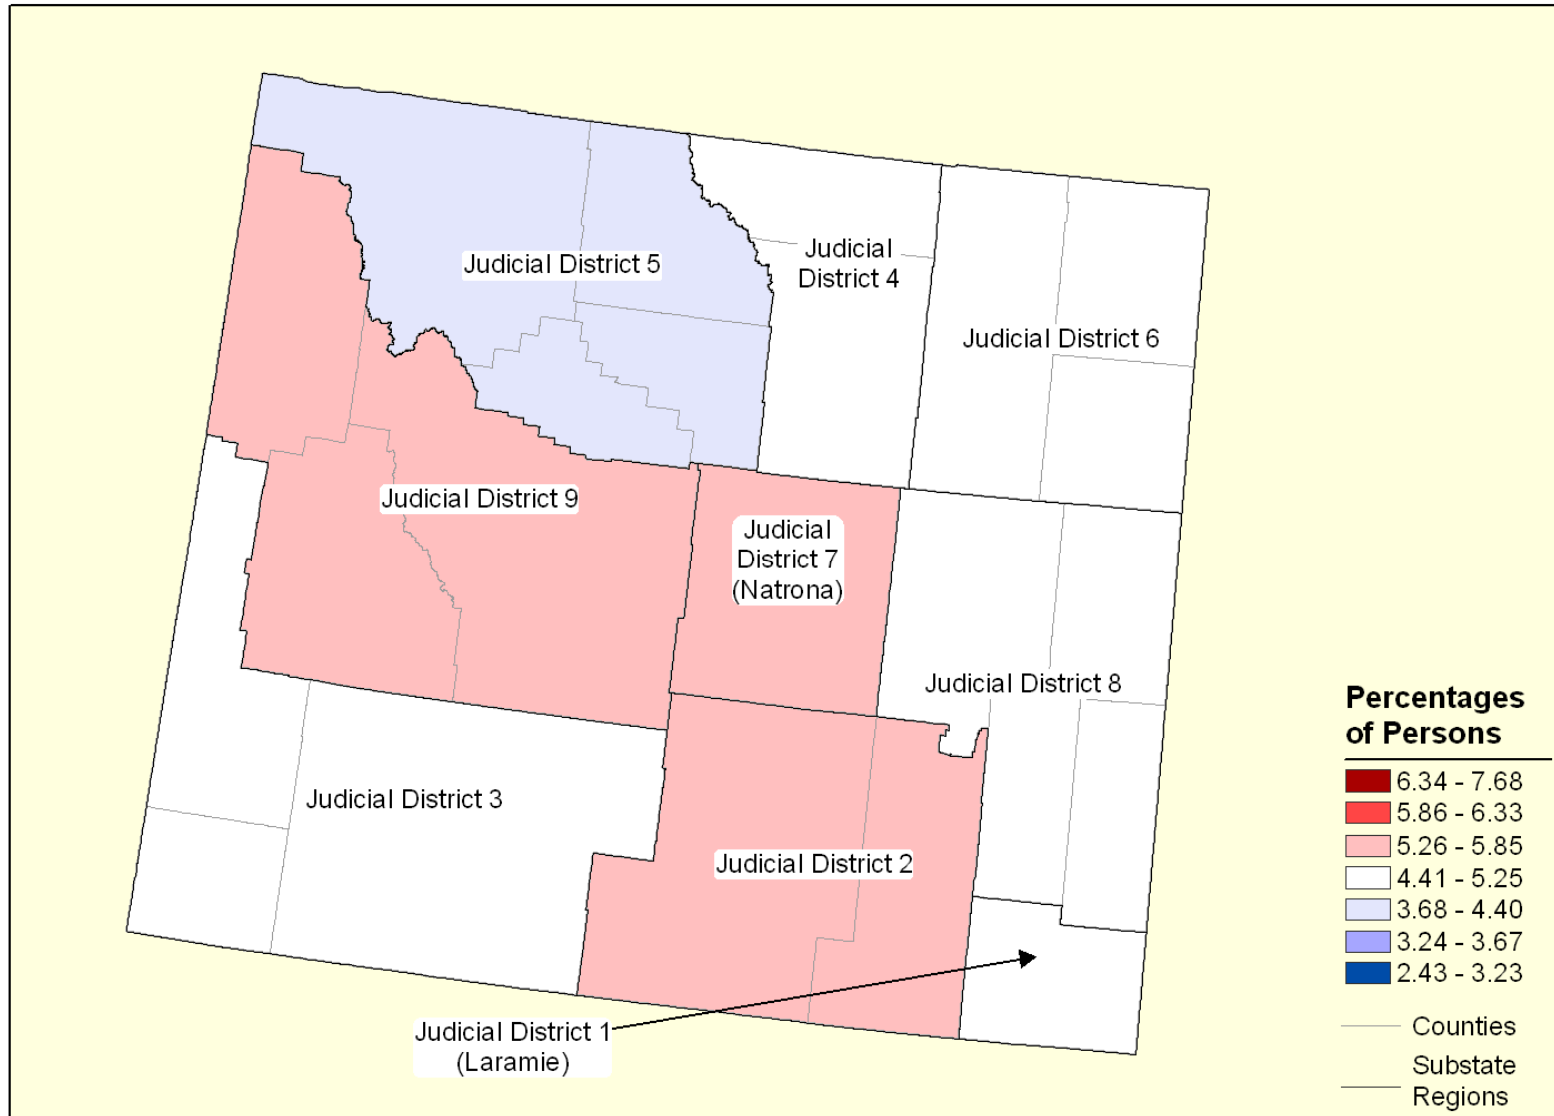 Judicial District 5
Judicial
District 4
Judicial District 6
Judicial District 9
Judicial
District 7
(Natrona)
Judicial District 8
Judicial District 3
Judicial District 2
Judicial District 1
(Laramie)
Percentages
of Persons
6.34 - 7.68
5.86 - 6.33
5.26 - 5.85
4.41 - 5.25
3.68 - 4.40
3.24 - 3.67
2.43 - 3.23
Counties
Substate
Regions